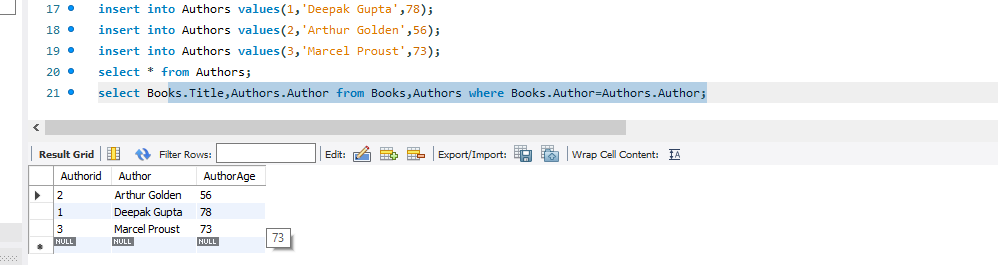 17 insert into Authors values(1,'Deepak Gupta',78);
18 insert into Authors values(2,'Arthur Golden',56);
19 insert into Authors values(3,'Marcel Proust',73);
20 select * from Authors;
21 select Books.Title,Authors.Author from Books,Authors where Books.Author=Authors.Author;
Result Grid Filter Rows: Edit: Export/Import: Wrap Cell Content: IA
Authorid Author AuthorAge
2 Arthur Golden 56
1 Deepak Gupta 78
3 Marcel Proust 73
NULL NULL NULL
73